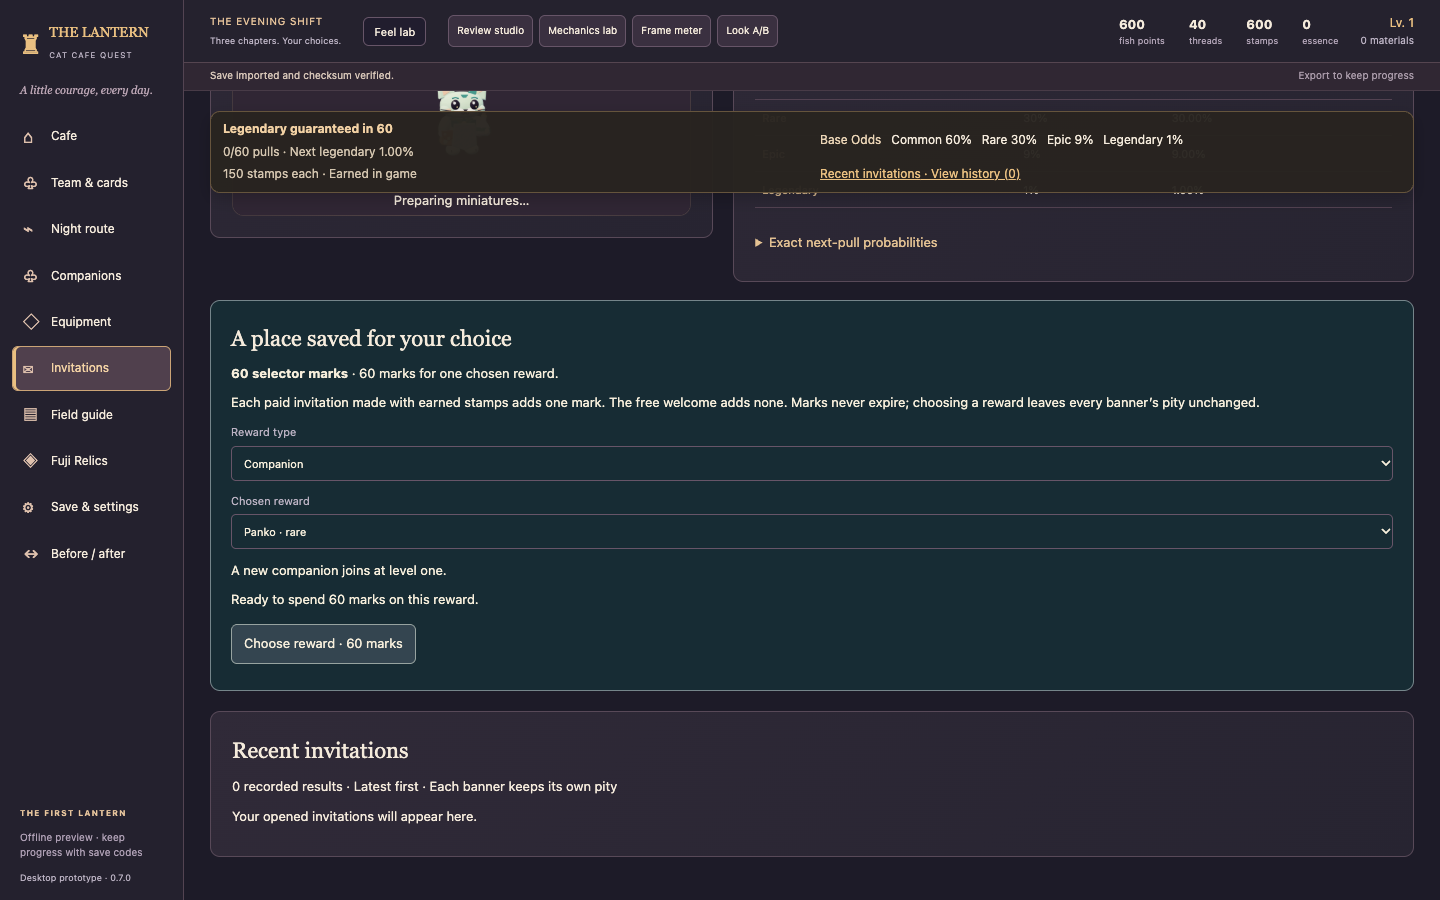 THE LANTERN
CAT CAFE QUEST
A little courage, every day.
Cafe
Team & cards
Night route
Companions
Equipment
Invitations
Field guide
Fuji Relics
Save & settings
Before / after
THE FIRST LANTERN
Offline preview · keep
progress with save codes
Desktop prototype · 0.7.0
THE EVENING SHIFT
Three chapters. Your choices.
Feel lab
Review studio
Mechanics lab
Frame meter
Look A/B
600 fish points
40 threads
600 stamps
0 essence
Lv. 1
0 materials
Save imported and checksum verified.
Export to keep progress
Legendary guaranteed in 60
0/60 pulls · Next legendary 1.00%
150 stamps each · Earned in game
Base Odds Common 60% Rare 30% Epic 9% Legendary 1%
Recent invitations · View history (0)
Preparing miniatures...
Exact next-pull probabilities
A place saved for your choice
60 selector marks · 60 marks for one chosen reward.
Each paid invitation made with earned stamps adds one mark. The free welcome adds none. Marks never expire; choosing a reward leaves every banner's pity unchanged.
Reward type
Companion
Chosen reward
Panko · rare
A new companion joins at level one.
Ready to spend 60 marks on this reward.
Choose reward · 60 marks
Recent invitations
0 recorded results · Latest first · Each banner keeps its own pity
Your opened invitations will appear here.